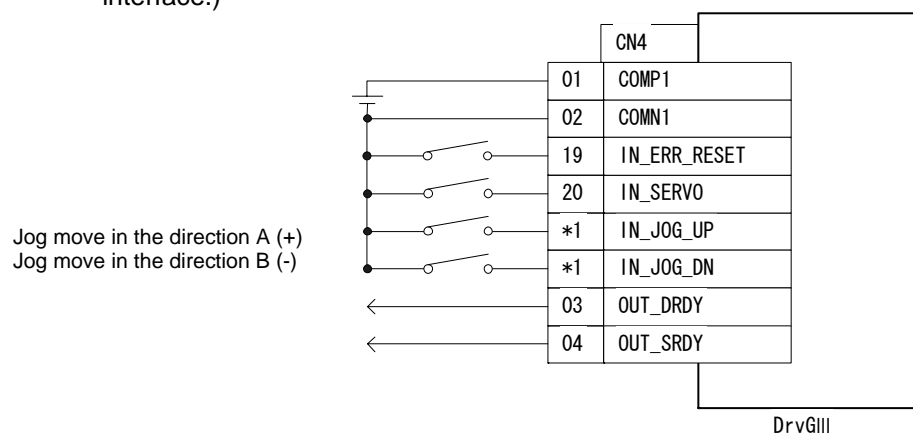 interface.)
CN4
01 COMP1
02 COMN1
19 IN_ERR_RESET
20 IN_SERVO
*1 IN_JOG_UP
*1 IN_JOG_DN
03 OUT_DRDY
04 OUT_SRDY
Jog move in the direction A (+)
Jog move in the direction B (-)
DrvGIII